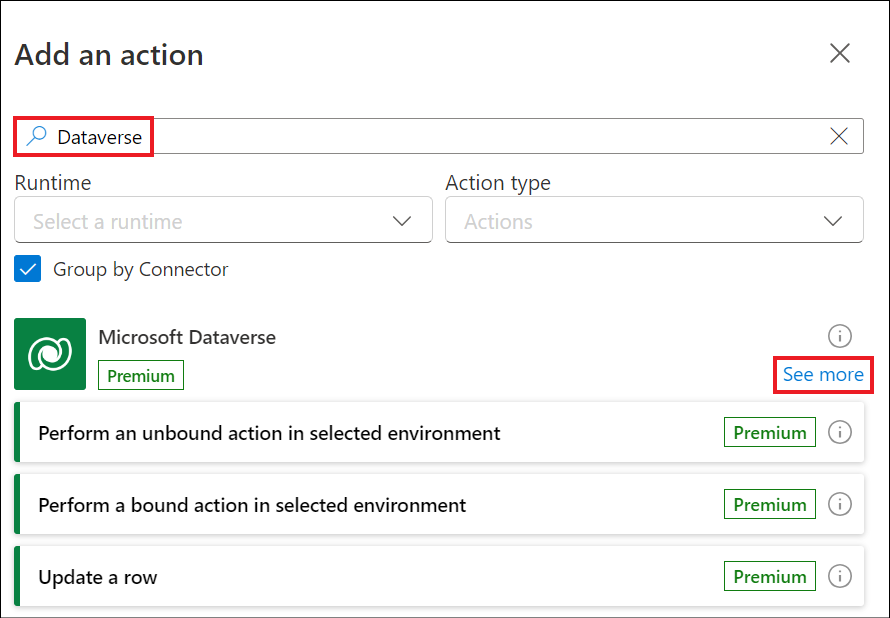 Add an action
Dataverse
Runtime
Action type
Select a runtime
Actions
Group by Connector
Microsoft Dataverse
Premium
See more
Perform an unbound action in selected environment
Premium
Perform a bound action in selected environment
Premium
Update a row
Premium